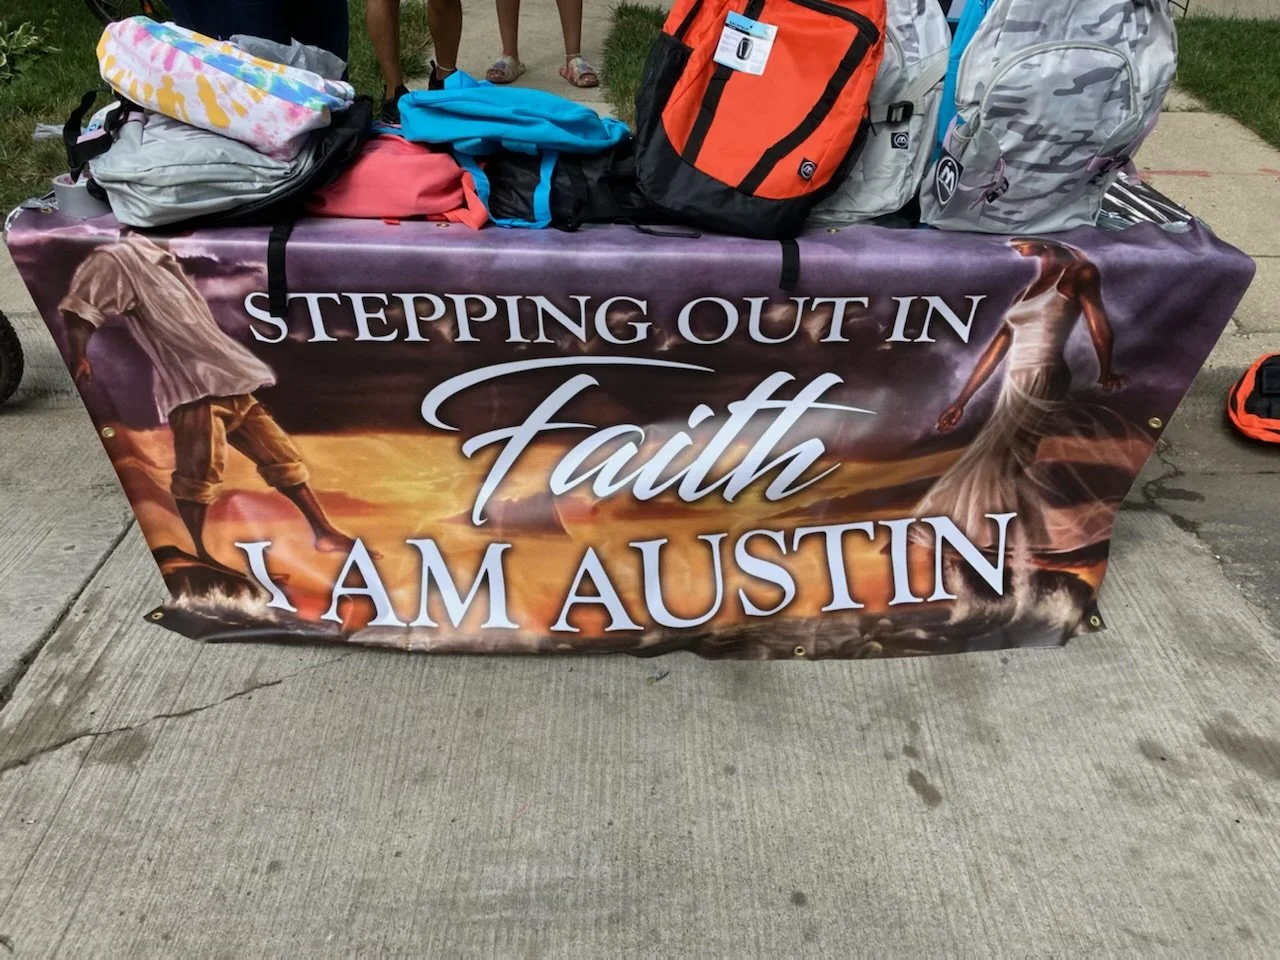 STEPPING OUT IN
Faith
I AM AUSTIN